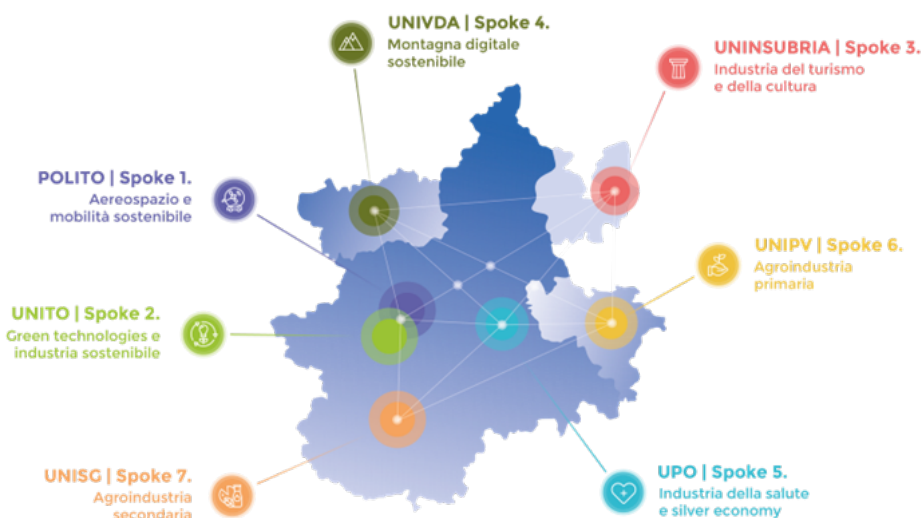 UNIVDA | Spoke 4.
Montagna digitale
sostenibile
UNINSUBRIA | Spoke 3.
Industria del turismo
e della cultura
POLITO | Spoke 1.
Aereospazio e
mobilità sostenibile
UNIPV | Spoke 6.
Agroindustria
primaria
UNITO | Spoke 2.
Green technologies e
industria sostenibile
UNISG | Spoke 7.
Agroindustria
secondaria
UPO | Spoke 5.
Industria della salute
e silver economy